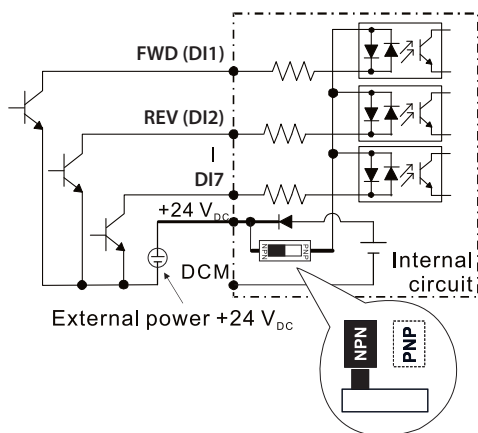 FWD (DI1)
REV (DI2)
I
DI7
+24 VDC
NPN
PNP
DCM
Internal
circuit
External power +24 VDC
NPN
PNP